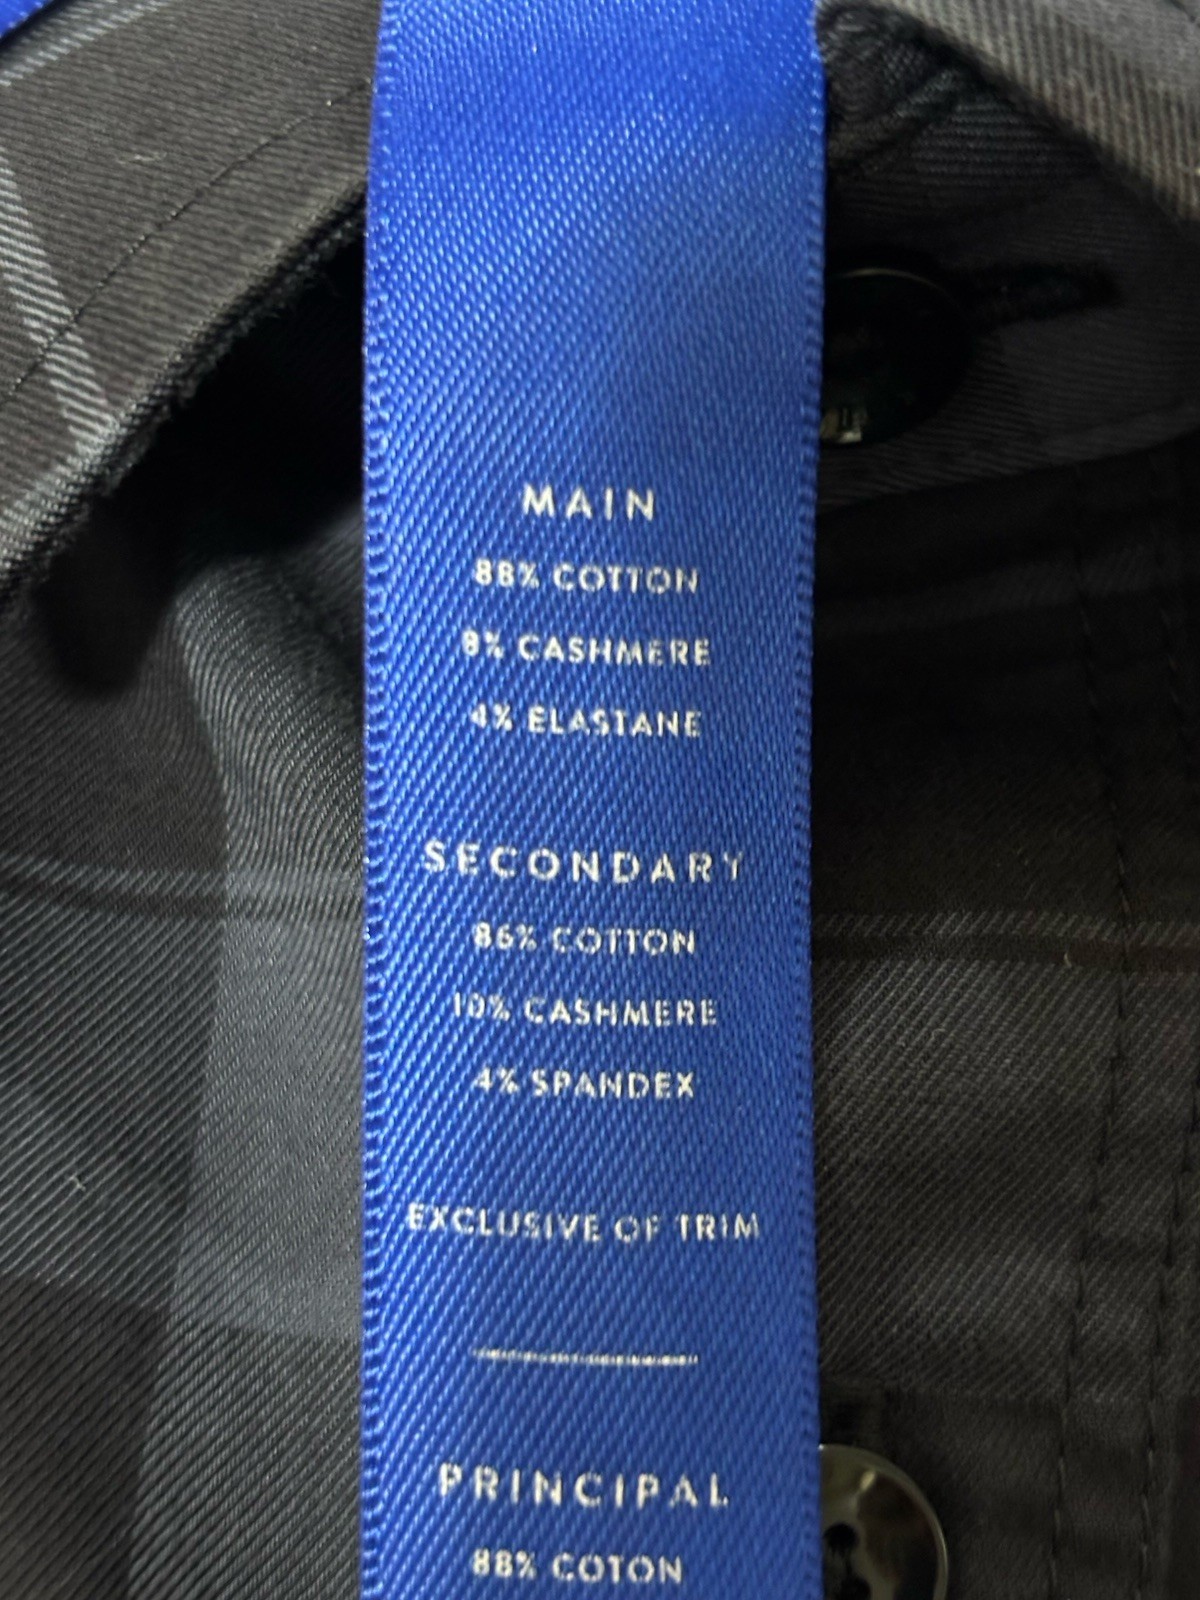 MAIN
88% COTTON
8% CASHMERE
4% ELASTANE
SECONDARY
86% COTTON
10% CASHMERE
4% SPANDEX
EXCLUSIVE OF TRIM
PRINCIPAL
88% COTON